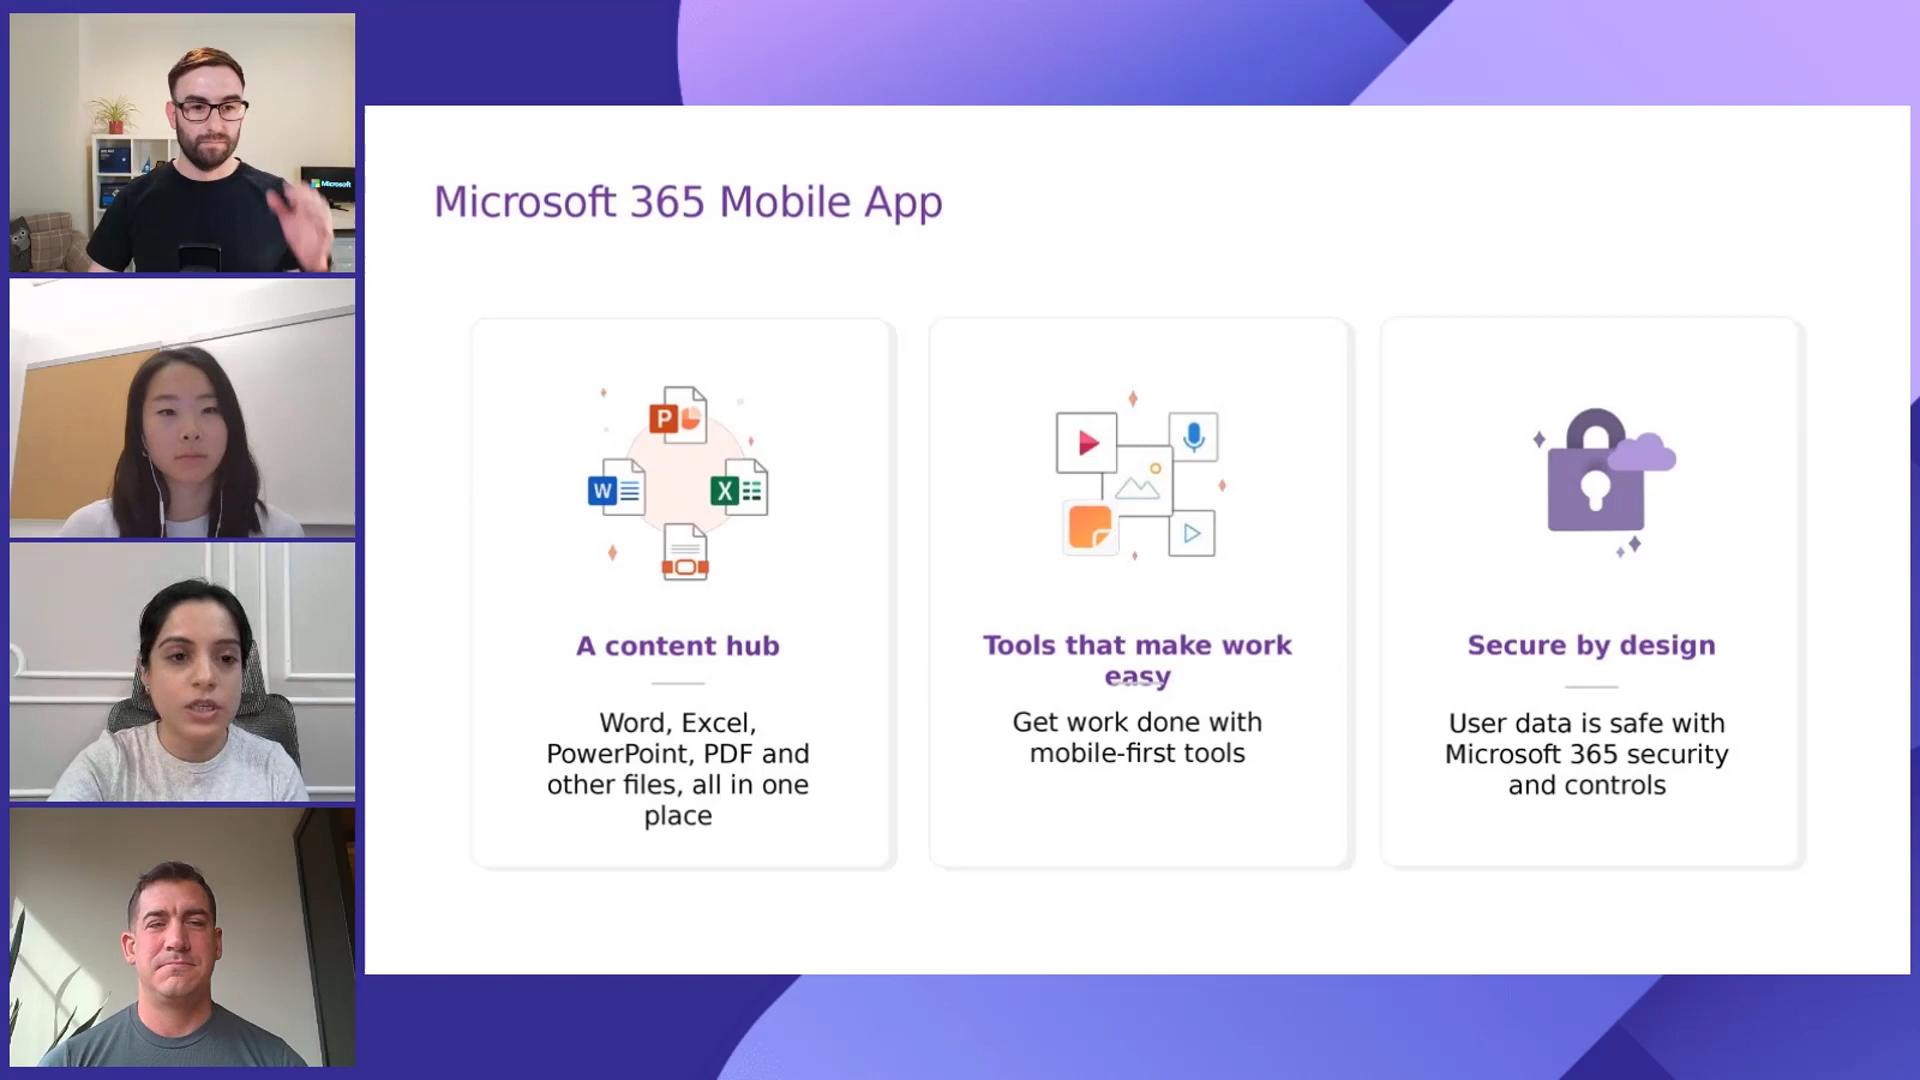 Microsoft
Microsoft 365 Mobile App
P
W
X
A content hub
Word, Excel,
PowerPoint, PDF and
other files, all in one
place
Tools that make work
easy
Get work done with
mobile-first tools
Secure by design
User data is safe with
Microsoft 365 security
and controls